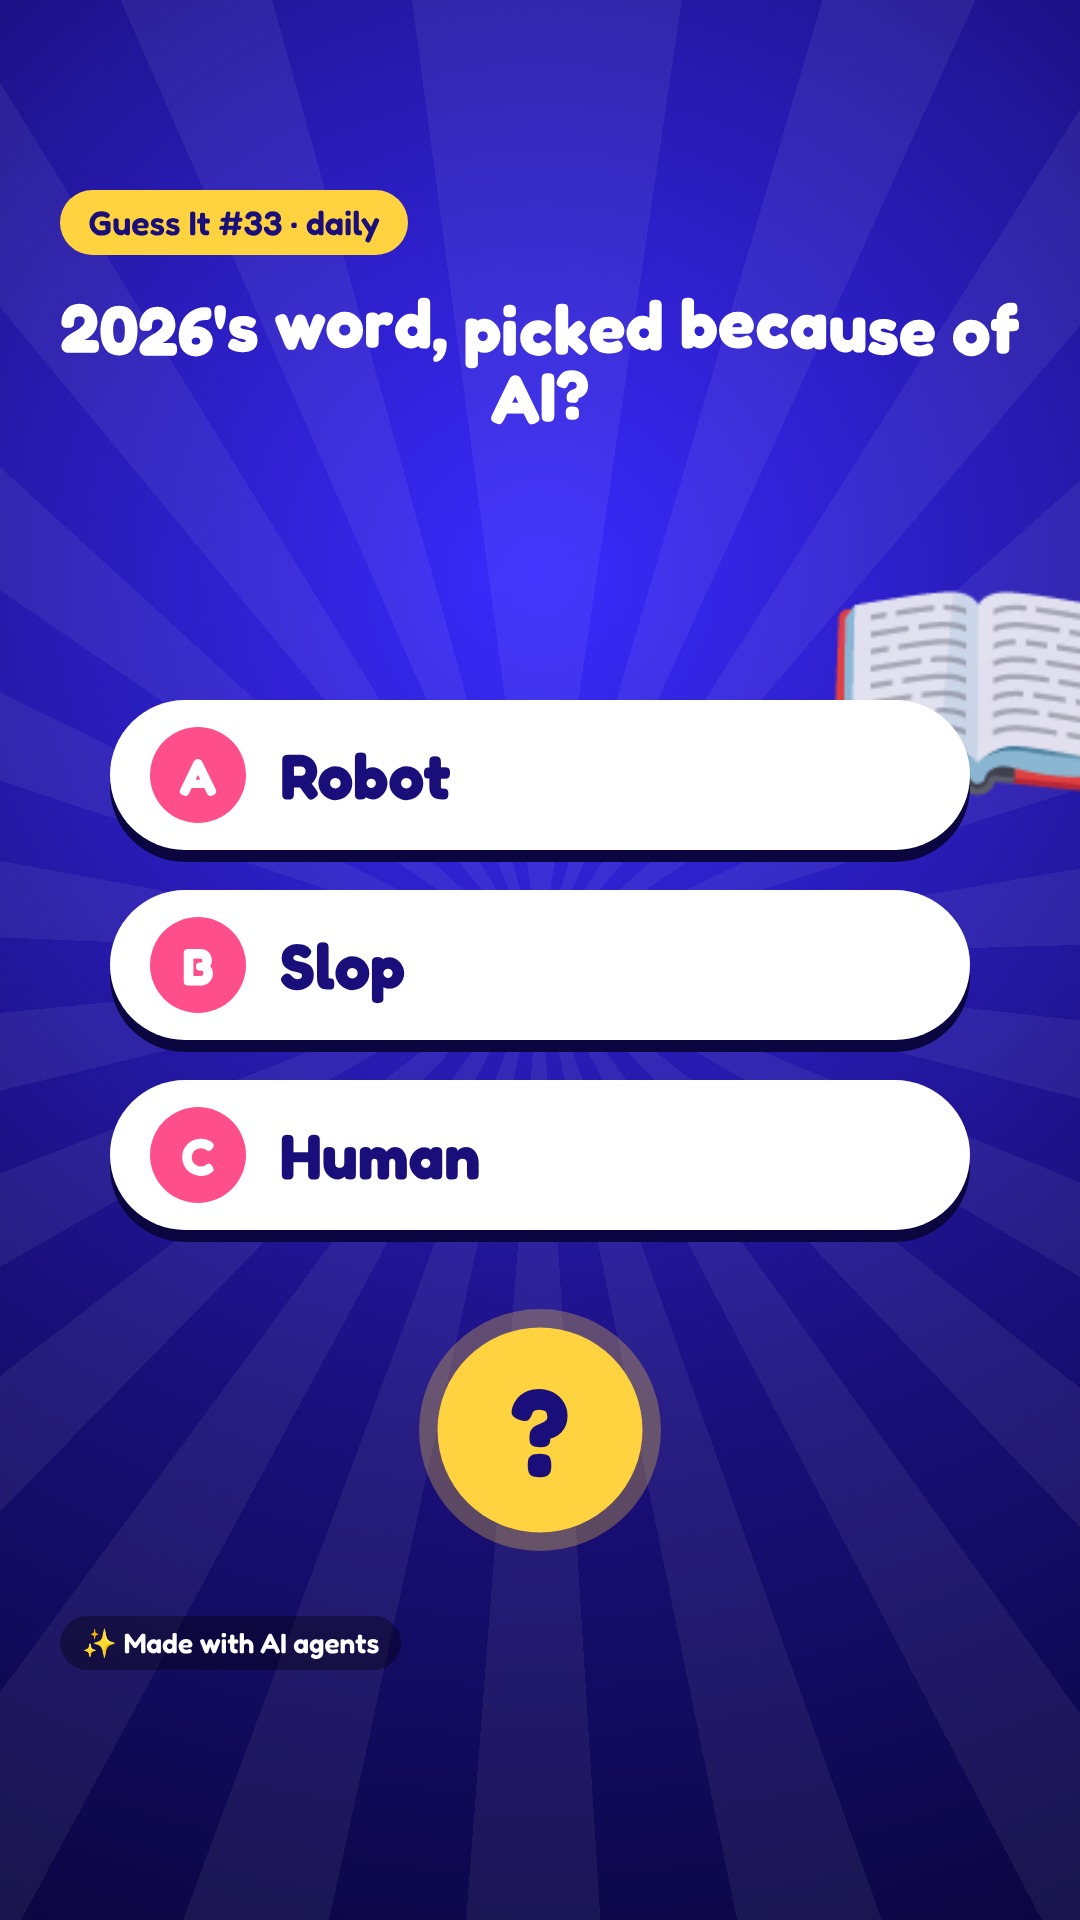 Guess It #33 · daily
2026's word, picked because of
AI?
A Robot
B Slop
C Human
?
✨ Made with AI agents